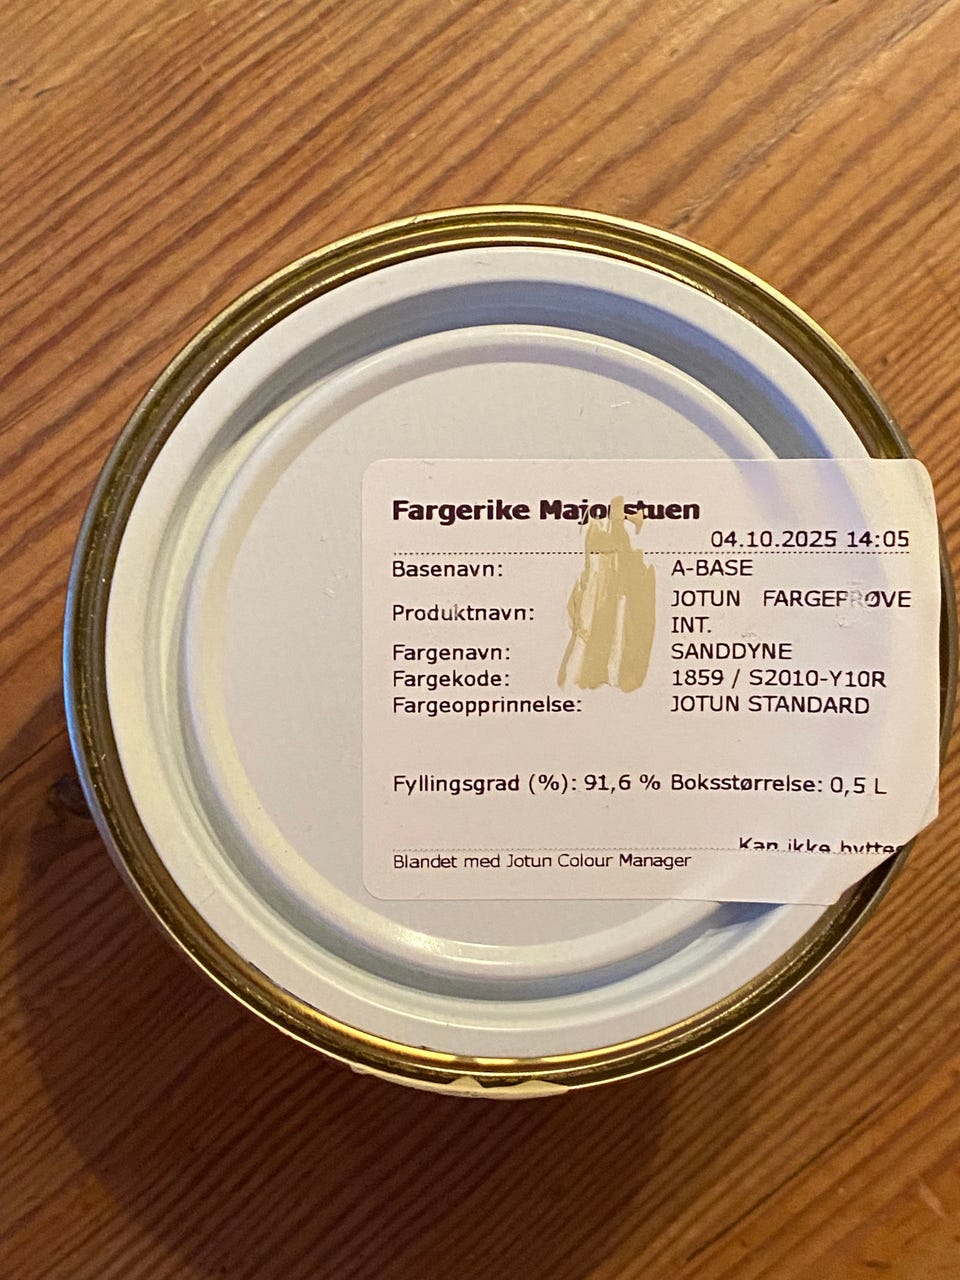 Fargerike Majorstuen
04.10.2025 14:05
Basenavn: A-BASE
Produktnavn: JOTUN FARGEPRØVE
INT.
Fargenavn: SANDDYNE
Fargekode: 1859 / S2010-Y10R
Fargeopprinnelse: JOTUN STANDARD
Fyllingsgrad (%): 91,6 % Boksstørrelse: 0,5 L
Kan ikke byttes
Blandet med Jotun Colour Manager